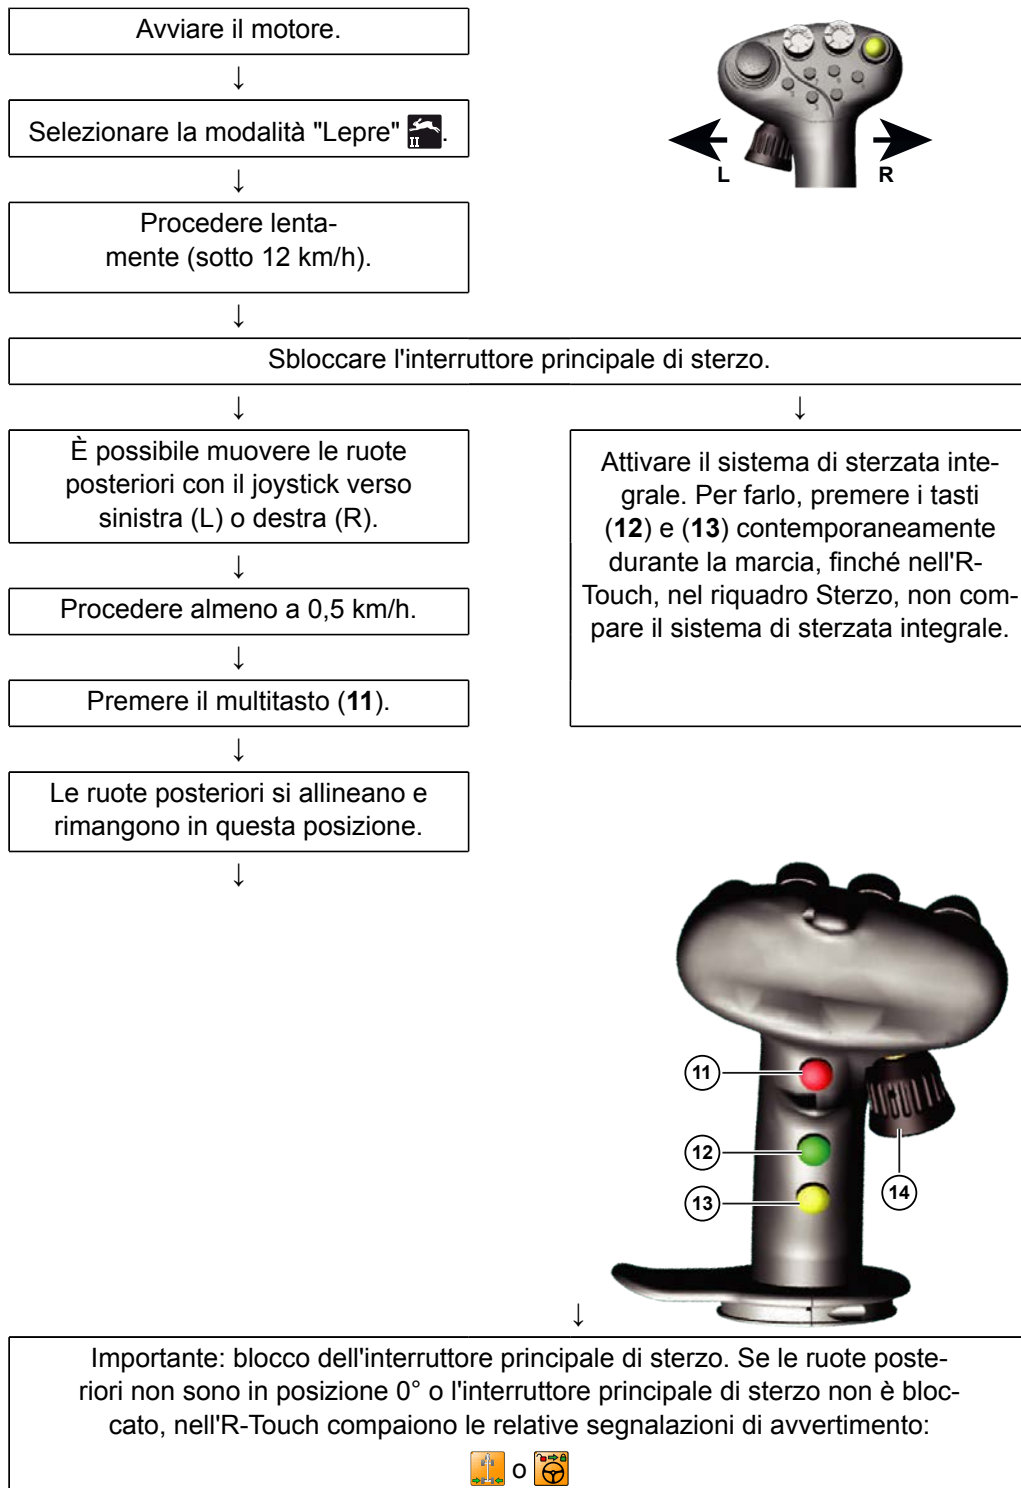 Avviare il motore.
↓
Selezionare la modalità "Lepre" II.
↓
Procedere lenta-
mente (sotto 12 km/h).
↓
L
R
Sbloccare l'interruttore principale di sterzo.
↓
È possibile muovere le ruote
posteriori con il joystick verso
sinistra (L) o destra (R).
↓
Procedere almeno a 0,5 km/h.
↓
Premere il multitasto (11).
↓
Le ruote posteriori si allineano e
rimangono in questa posizione.
↓
↓
Attivare il sistema di sterzata inte-
grale. Per farlo, premere i tasti
(12) e (13) contemporaneamente
durante la marcia, finché nell'R-
Touch, nel riquadro Sterzo, non com-
pare il sistema di sterzata integrale.
11
12
13
14
↓
Importante: blocco dell'interruttore principale di sterzo. Se le ruote poste-
riori non sono in posizione 0° o l'interruttore principale di sterzo non è bloc-
cato, nell'R-Touch compaiono le relative segnalazioni di avvertimento:
o